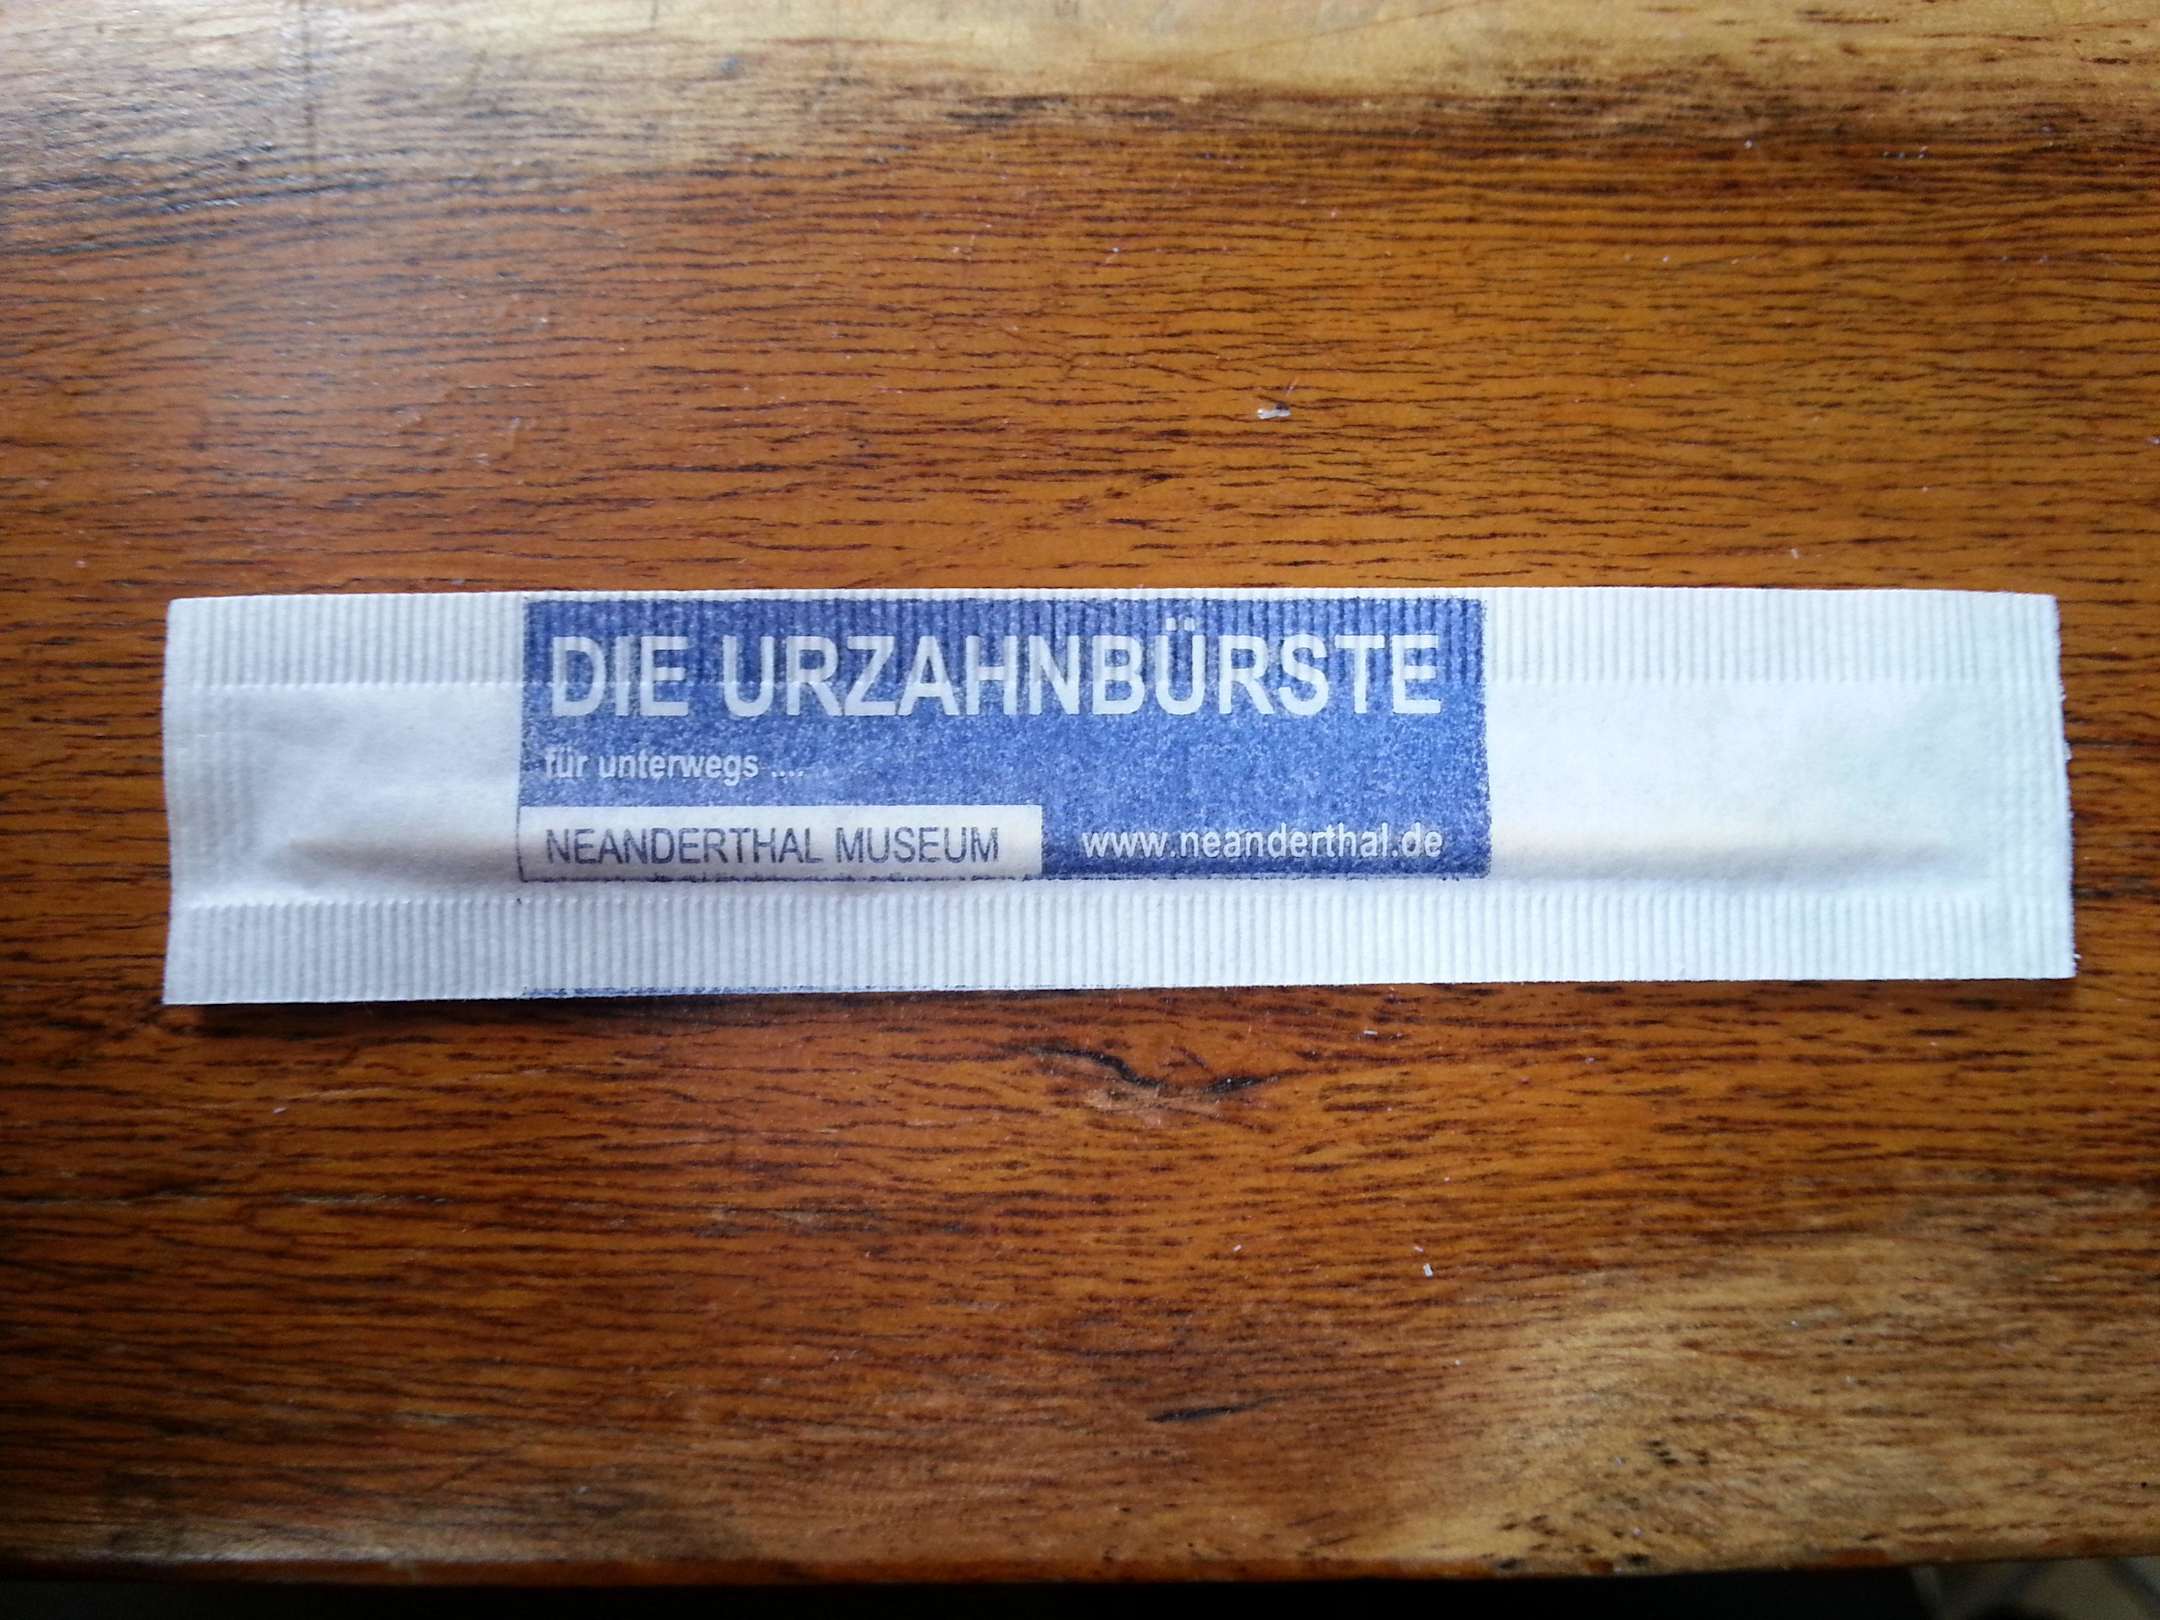 DIE URZAHNBÜRSTE
für unterwegs ....
NEANDERTHAL MUSEUM
www.neanderthal.de